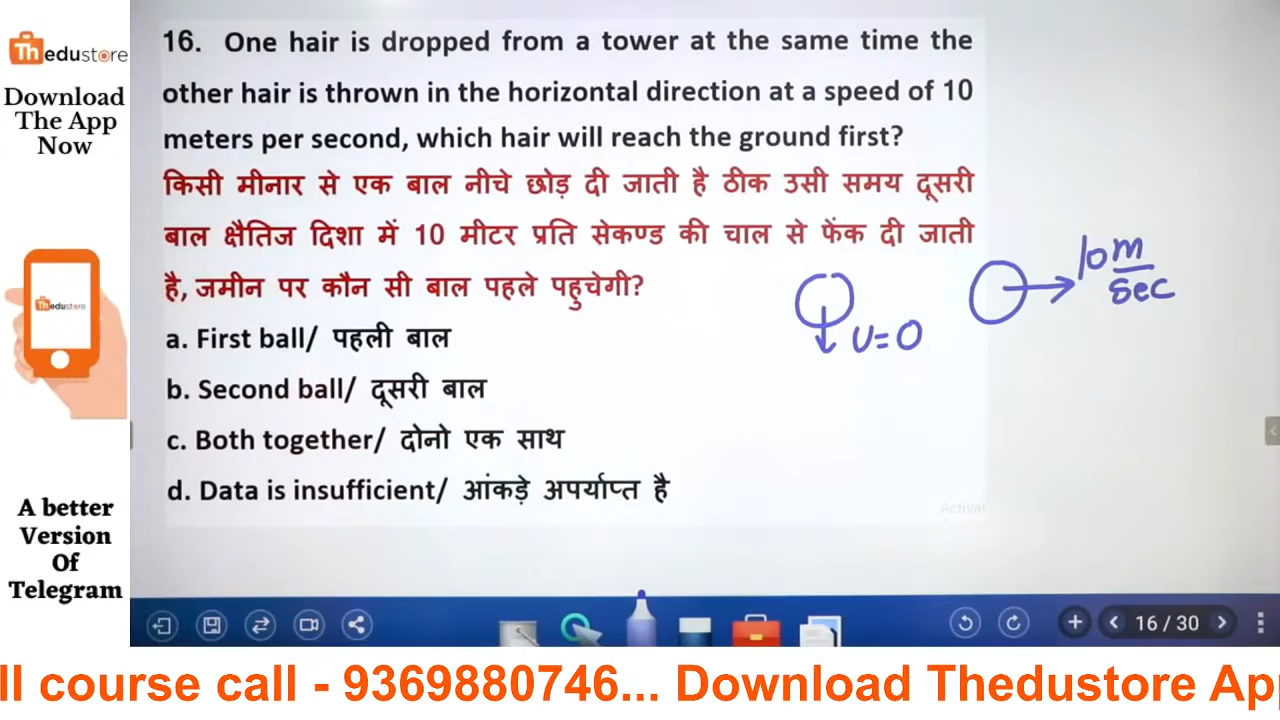 Thedustore
Download
The App
Now
Thedustore
A better
Version
Of
Telegram
16. One hair is dropped from a tower at the same time the
other hair is thrown in the horizontal direction at a speed of 10
meters per second, which hair will reach the ground first?
किसी मीनार से एक बाल नीचे छोड़ दी जाती है ठीक उसी समय दूसरी
बाल क्षैतिज दिशा में 10 मीटर प्रति सेकण्ड की चाल से फेंक दी जाती
है, जमीन पर कौन सी बाल पहले पहुचेगी?
a. First ball/ पहली बाल
b. Second ball/ दूसरी बाल
c. Both together/ दोनो एक साथ
d. Data is insufficient/ आंकड़े अपर्याप्त है
U=0
10 m
sec
Activat
16 / 30
ll course call - 9369880746... Download Thedustore Ap